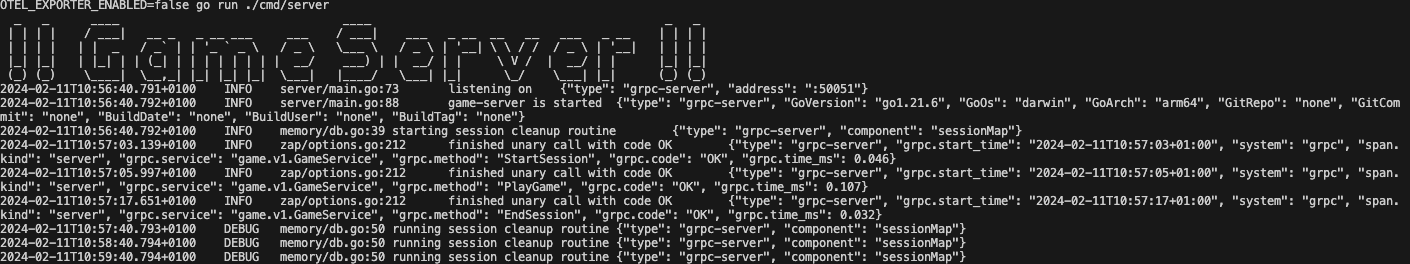 OTEL_EXPORTER_ENABLED=false go run ./cmd/server
!! GameServer !!
2024-02-11T10:56:40.791+0100 INFO server/main.go:73 listening on {"type": "grpc-server", "address": ":50051"}
2024-02-11T10:56:40.792+0100 INFO server/main.go:88 game-server is started {"type": "grpc-server", "GoVersion": "go1.21.6", "GoOs": "darwin", "GoArch": "arm64", "GitRepo": "none", "GitCom
mit": "none", "BuildDate": "none", "BuildUser": "none", "BuildTag": "none"}
2024-02-11T10:56:40.792+0100 INFO memory/db.go:39 starting session cleanup routine {"type": "grpc-server", "component": "sessionMap"}
2024-02-11T10:57:03.139+0100 INFO zap/options.go:212 finished unary call with code OK {"type": "grpc-server", "grpc.start_time": "2024-02-11T10:57:03+01:00", "system": "grpc", "span.
kind": "server", "grpc.service": "game.v1.GameService", "grpc.method": "StartSession", "grpc.code": "OK", "grpc.time_ms": 0.046}
2024-02-11T10:57:05.997+0100 INFO zap/options.go:212 finished unary call with code OK {"type": "grpc-server", "grpc.start_time": "2024-02-11T10:57:05+01:00", "system": "grpc", "span.
kind": "server", "grpc.service": "game.v1.GameService", "grpc.method": "PlayGame", "grpc.code": "OK", "grpc.time_ms": 0.107}
2024-02-11T10:57:17.651+0100 INFO zap/options.go:212 finished unary call with code OK {"type": "grpc-server", "grpc.start_time": "2024-02-11T10:57:17+01:00", "system": "grpc", "span.
kind": "server", "grpc.service": "game.v1.GameService", "grpc.method": "EndSession", "grpc.code": "OK", "grpc.time_ms": 0.032}
2024-02-11T10:57:40.793+0100 DEBUG memory/db.go:50 running session cleanup routine {"type": "grpc-server", "component": "sessionMap"}
2024-02-11T10:58:40.794+0100 DEBUG memory/db.go:50 running session cleanup routine {"type": "grpc-server", "component": "sessionMap"}
2024-02-11T10:59:40.794+0100 DEBUG memory/db.go:50 running session cleanup routine {"type": "grpc-server", "component": "sessionMap"}